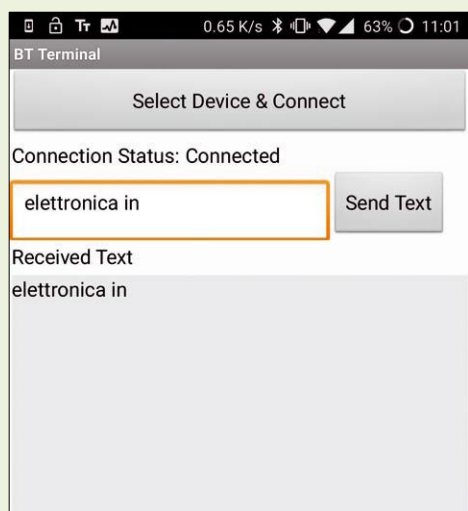 Tт 0.65 K/s 63% 11:01
BT Terminal
Select Device & Connect
Connection Status: Connected
elettronica in Send Text
Received Text
elettronica in